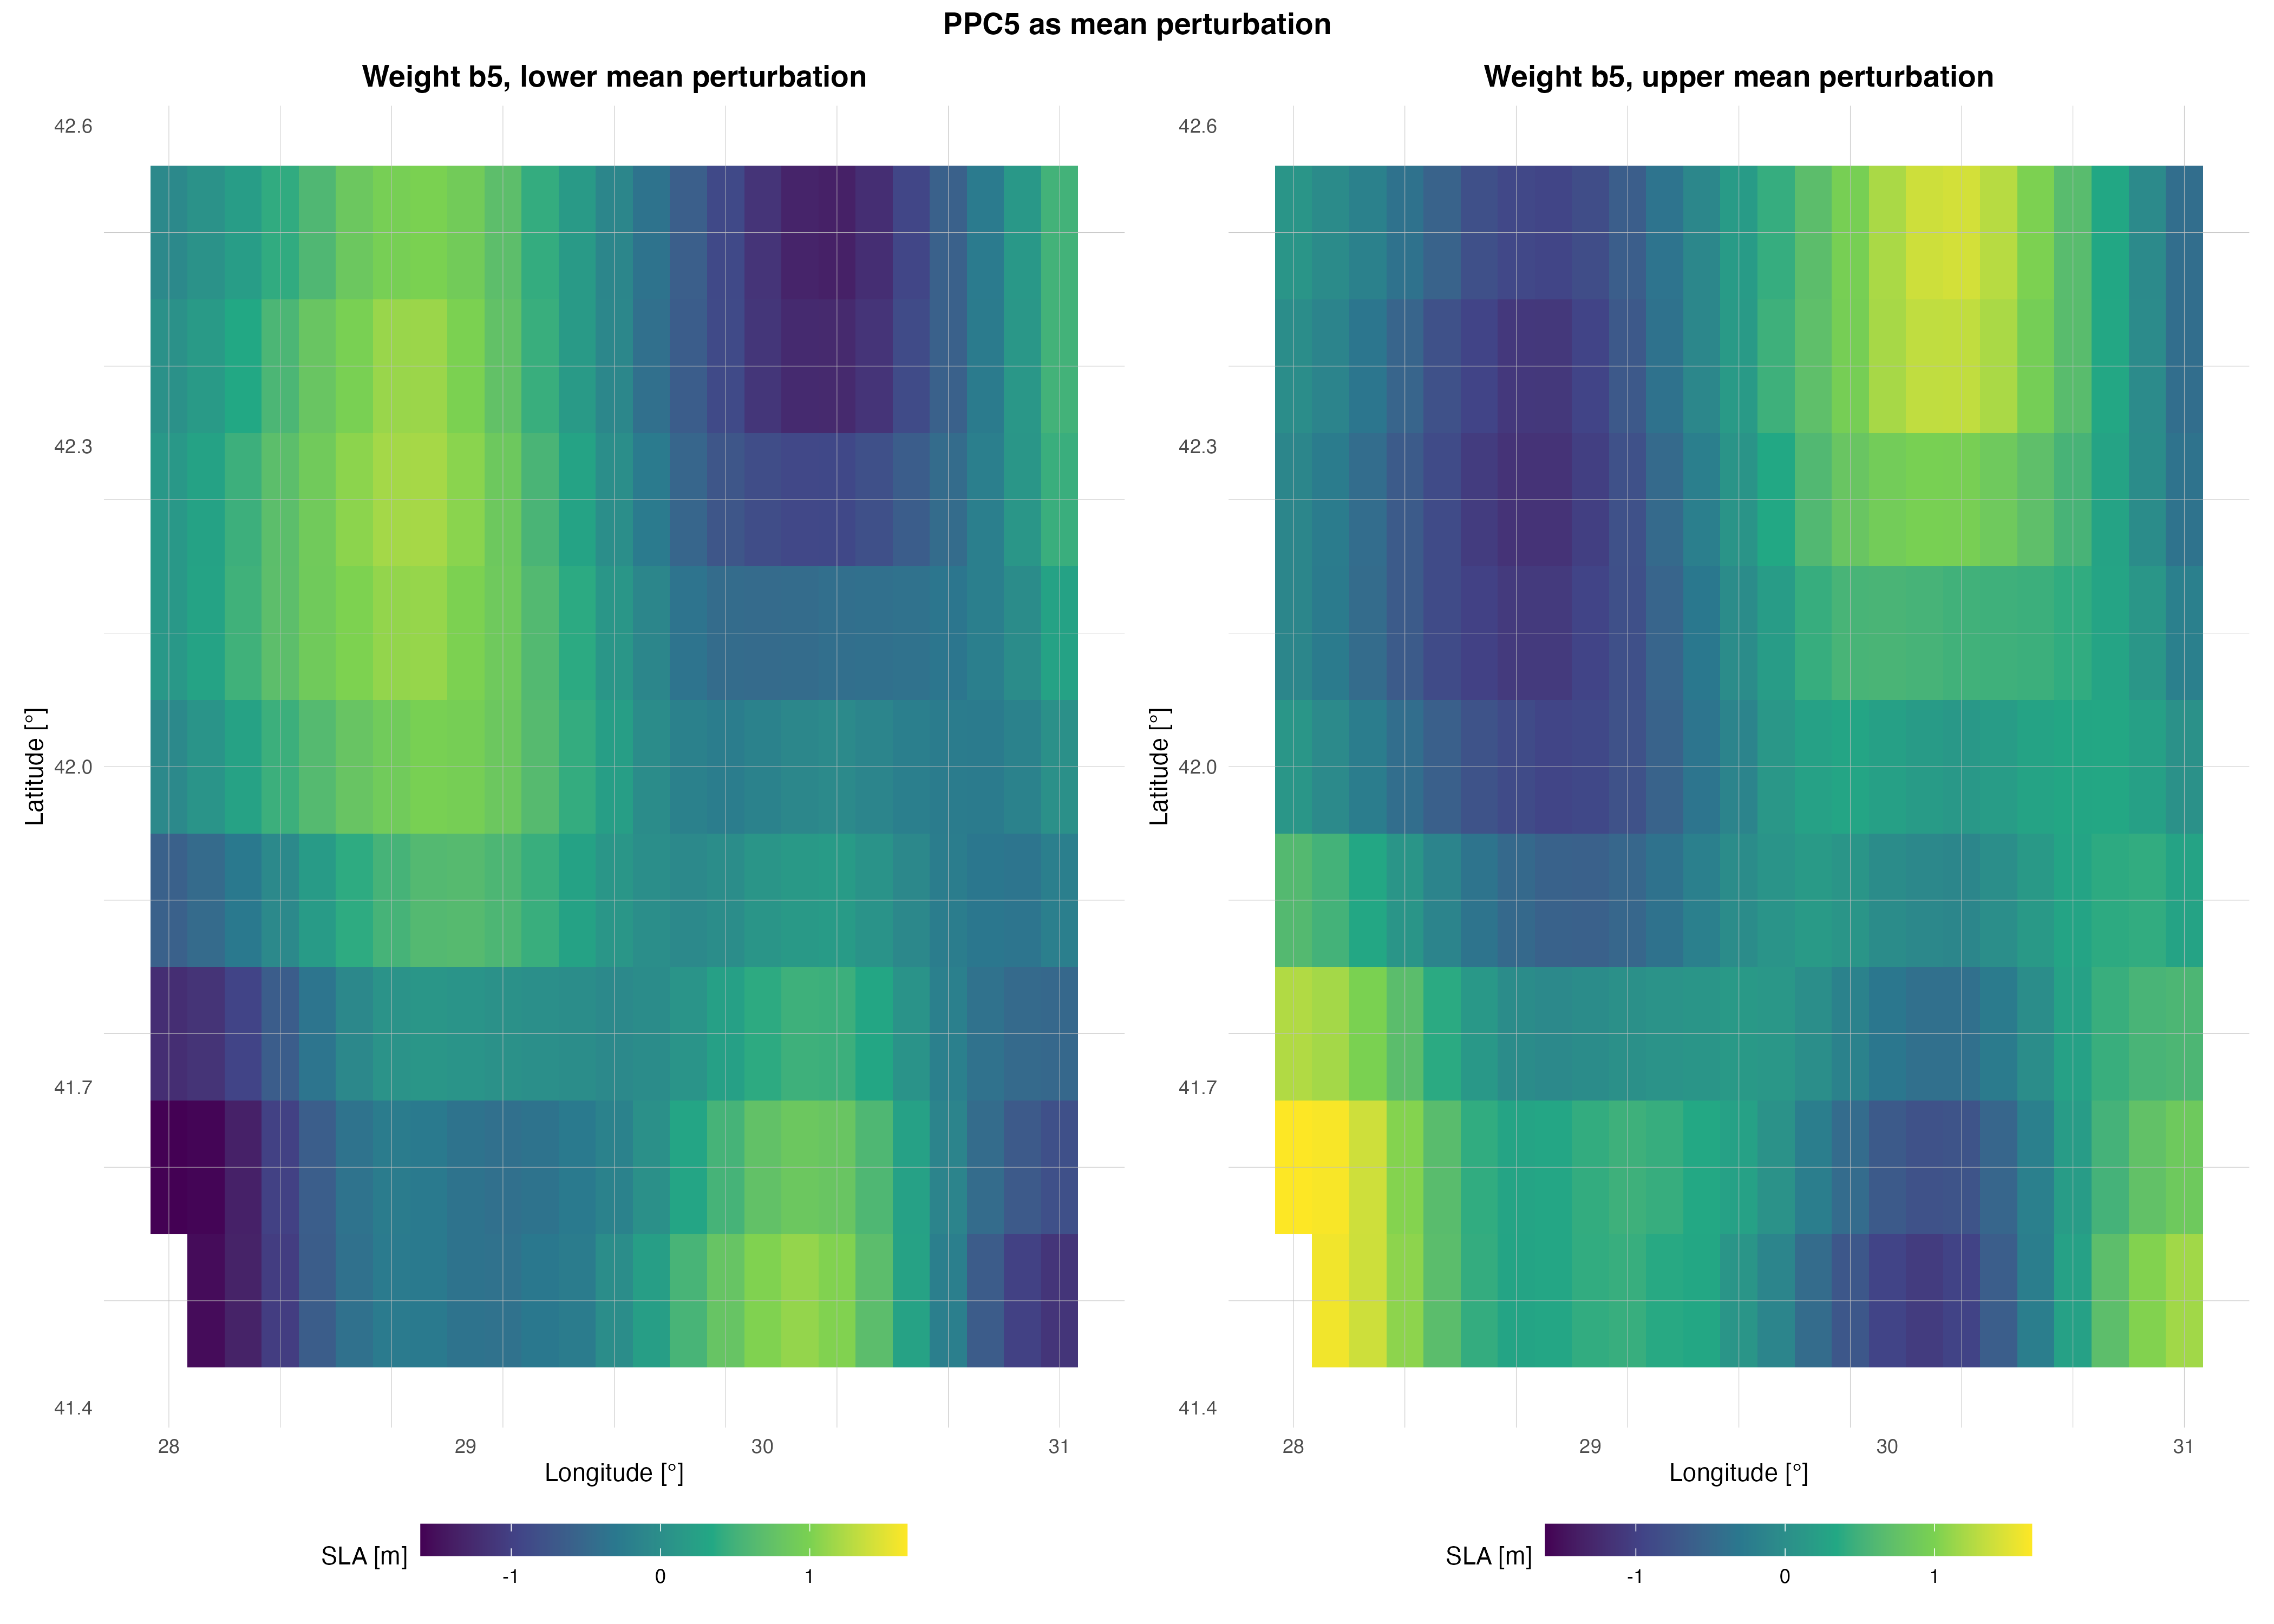 PPC5 as mean perturbation
Weight b5, lower mean perturbation
Weight b5, upper mean perturbation
42.6
42.3
42.0
41.7
41.4
Latitude [°]
28 29 30 31
Longitude [°]
SLA [m]
-1 0 1
42.6
42.3
42.0
41.7
41.4
Latitude [°]
28 29 30 31
Longitude [°]
SLA [m]
-1 0 1